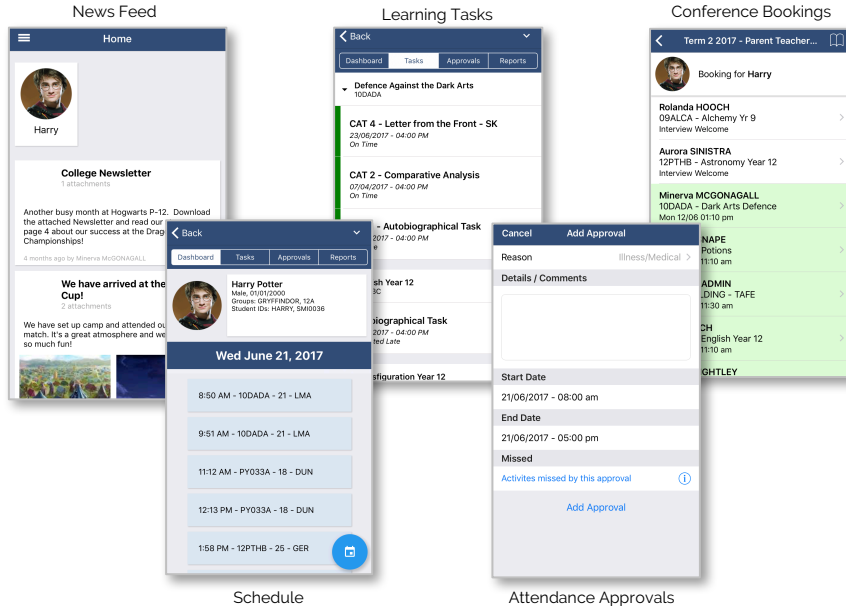 News Feed
Home
Harry
College Newsletter
1 attachments
Another busy month at Hogwarts P-12. Download
the attached Newsletter and read our
page 4 about our success at the Drag
Championships!
4 months ago by Minerva McGONAGALL
We have arrived at the
Cup!
2 attachments
We have set up camp and attended ou
match. It's a great atmosphere and we
so much fun!
Learning Tasks
Back
Dashboard Tasks Approvals Reports
Defence Against the Dark Arts
10DADA
CAT 4 - Letter from the Front - SK
23/06/2017 - 04:00 PM
On Time
CAT 2 - Comparative Analysis
07/04/2017 - 04:00 PM
On Time
- Autobiographical Task
2017 - 04:00 PM
e
sh Year 12
biographical Task
2017 - 04:00 PM
ted Late
sfiguration Year 12
Conference Bookings
Term 2 2017 - Parent Teacher...
Booking for Harry
Rolanda HOOCH
09ALCA - Alchemy Yr 9
Interview Welcome
Aurora SINISTRA
12PTHB - Astronomy Year 12
Interview Welcome
Minerva MCGONAGALL
10DADA - Dark Arts Defence
Mon 12/06 01:10 pm
NAPE
Potions
11:10 am
ADMIN
LDING - TAFE
11:30 am
CH
English Year 12
11:10 am
GHTLEY
Back
Dashboard Tasks Approvals Reports
Harry Potter
Male, 01/01/2000
Groups: GRYFFINDOR, 12A
Student IDs: HARRY, SMI0036
Wed June 21, 2017
8:50 AM - 10DADA - 21 - LMA
9:51 AM - 10DADA - 21 - LMA
11:12 AM - PY033A - 18 - DUN
12:13 PM - PY033A - 18 - DUN
1:58 PM - 12PTHB - 25 - GER
Schedule
Cancel Add Approval
Reason Illness/Medical
Details / Comments
Start Date
21/06/2017 - 08:00 am
End Date
21/06/2017 - 05:00 pm
Missed
Activites missed by this approval
Add Approval
Attendance Approvals